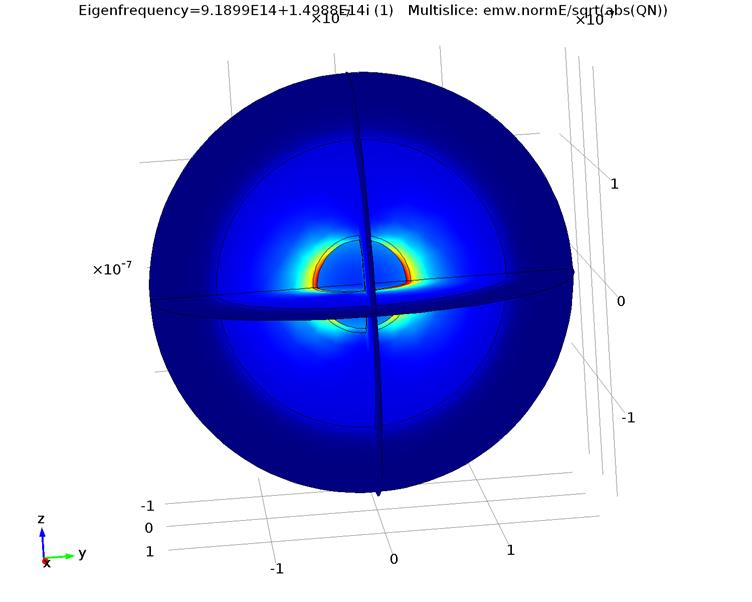 Eigenfrequency=9.1899E14+1.4988E14i (1) Multislice: emw.normE/sqrt(abs(QN))
×10⁻⁷
1
×10⁻⁷
0
-1
-1
0
1
-1
0
1
z
y
x